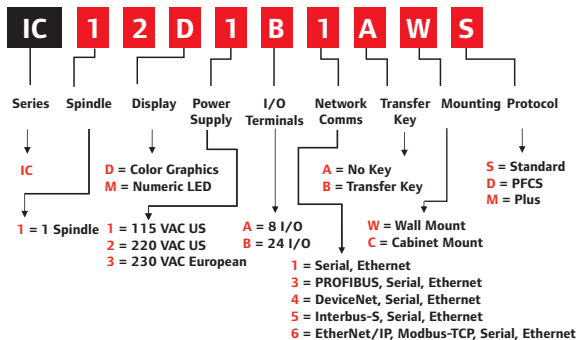 IC 1 2 D 1 B 1 A W S
Series Spindle Display Power Supply I/O Terminals Network Comms Transfer Key Mounting Protocol
IC
1 = 1 Spindle
D = Color Graphics
M = Numeric LED
1 = 115 VAC US
2 = 220 VAC US
3 = 230 VAC European
A = 8 I/O
B = 24 I/O
1 = Serial, Ethernet
3 = PROFIBUS, Serial, Ethernet
4 = DeviceNet, Serial, Ethernet
5 = Interbus-S, Serial, Ethernet
6 = EtherNet/IP, Modbus-TCP, Serial, Ethernet
A = No Key
B = Transfer Key
W = Wall Mount
C = Cabinet Mount
S = Standard
D = PFCS
M = Plus